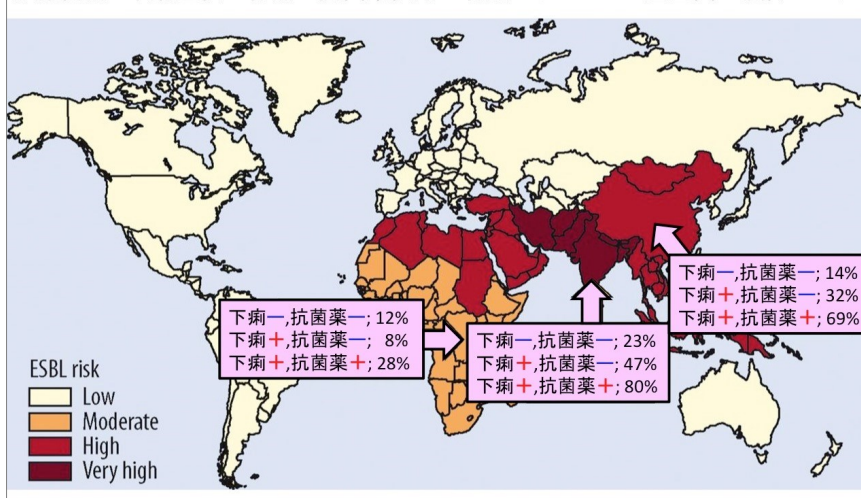 下痢ー,抗菌薬ー; 14%
下痢＋,抗菌薬ー; 32%
下痢＋,抗菌薬＋; 69%
下痢ー,抗菌薬ー; 12%
下痢＋,抗菌薬ー; 8%
下痢＋,抗菌薬＋; 28%
下痢ー,抗菌薬ー; 23%
下痢＋,抗菌薬ー; 47%
下痢＋,抗菌薬＋; 80%
ESBL risk
Low
Moderate
High
Very high